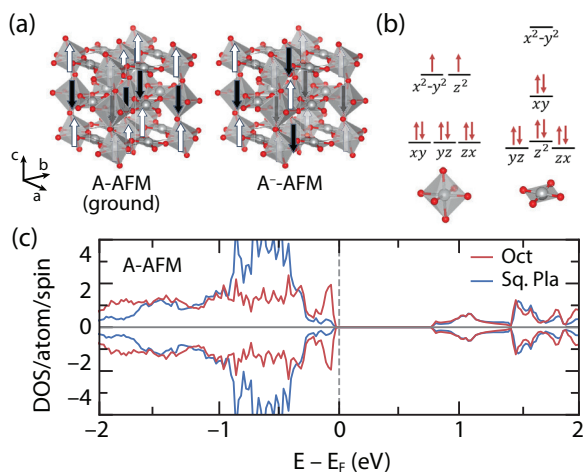 (a)
c
b
a
A-AFM
(ground)
A⁻-AFM
(b)
x²-y²
x²-y² z²
xy
xy yz zx
yz z² zx
(c)
A-AFM
Oct
Sq. Pla
DOS/atom/spin
4
2
0
2
4
−2 −1 0 1 2
E − E_F (eV)